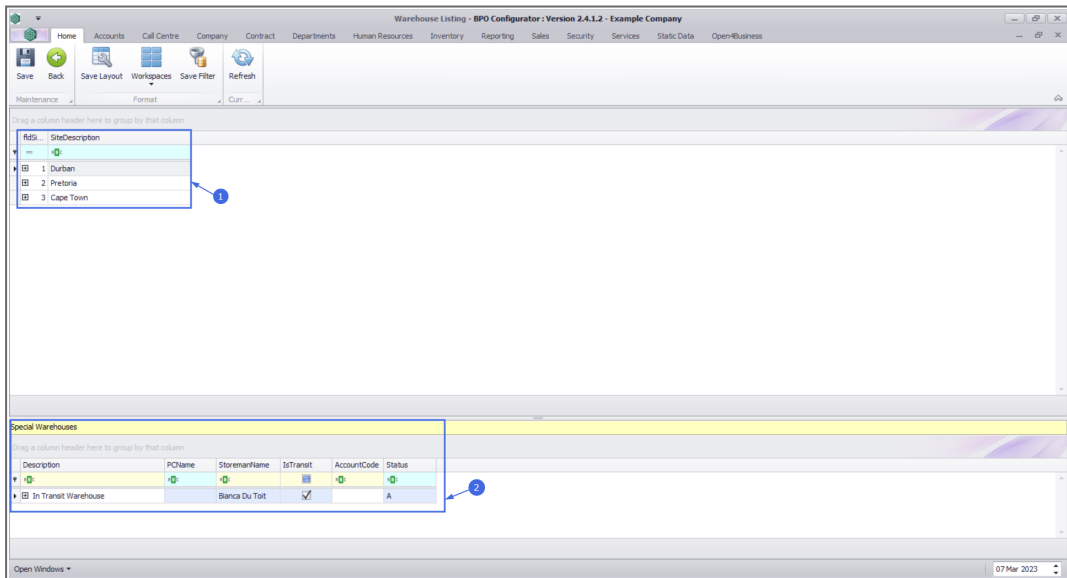 Warehouse Listing - BPO Configurator : Version 2.4.1.2 - Example Company
Home Accounts Call Centre Company Contract Departments Human Resources Inventory Reporting Sales Security Services Static Data Open4Business
Save Back Save Layout Workspaces Save Filter Refresh
Maintenance Format Curr ...
Drag a column header here to group by that column
fldSi... SiteDescription
1 Durban
2 Pretoria
3 Cape Town
1
Special Warehouses
Drag a column header here to group by that column
Description PCName StoremanName IsTransit AccountCode Status
In Transit Warehouse Bianca Du Toit A
2
Open Windows
07 Mar 2023